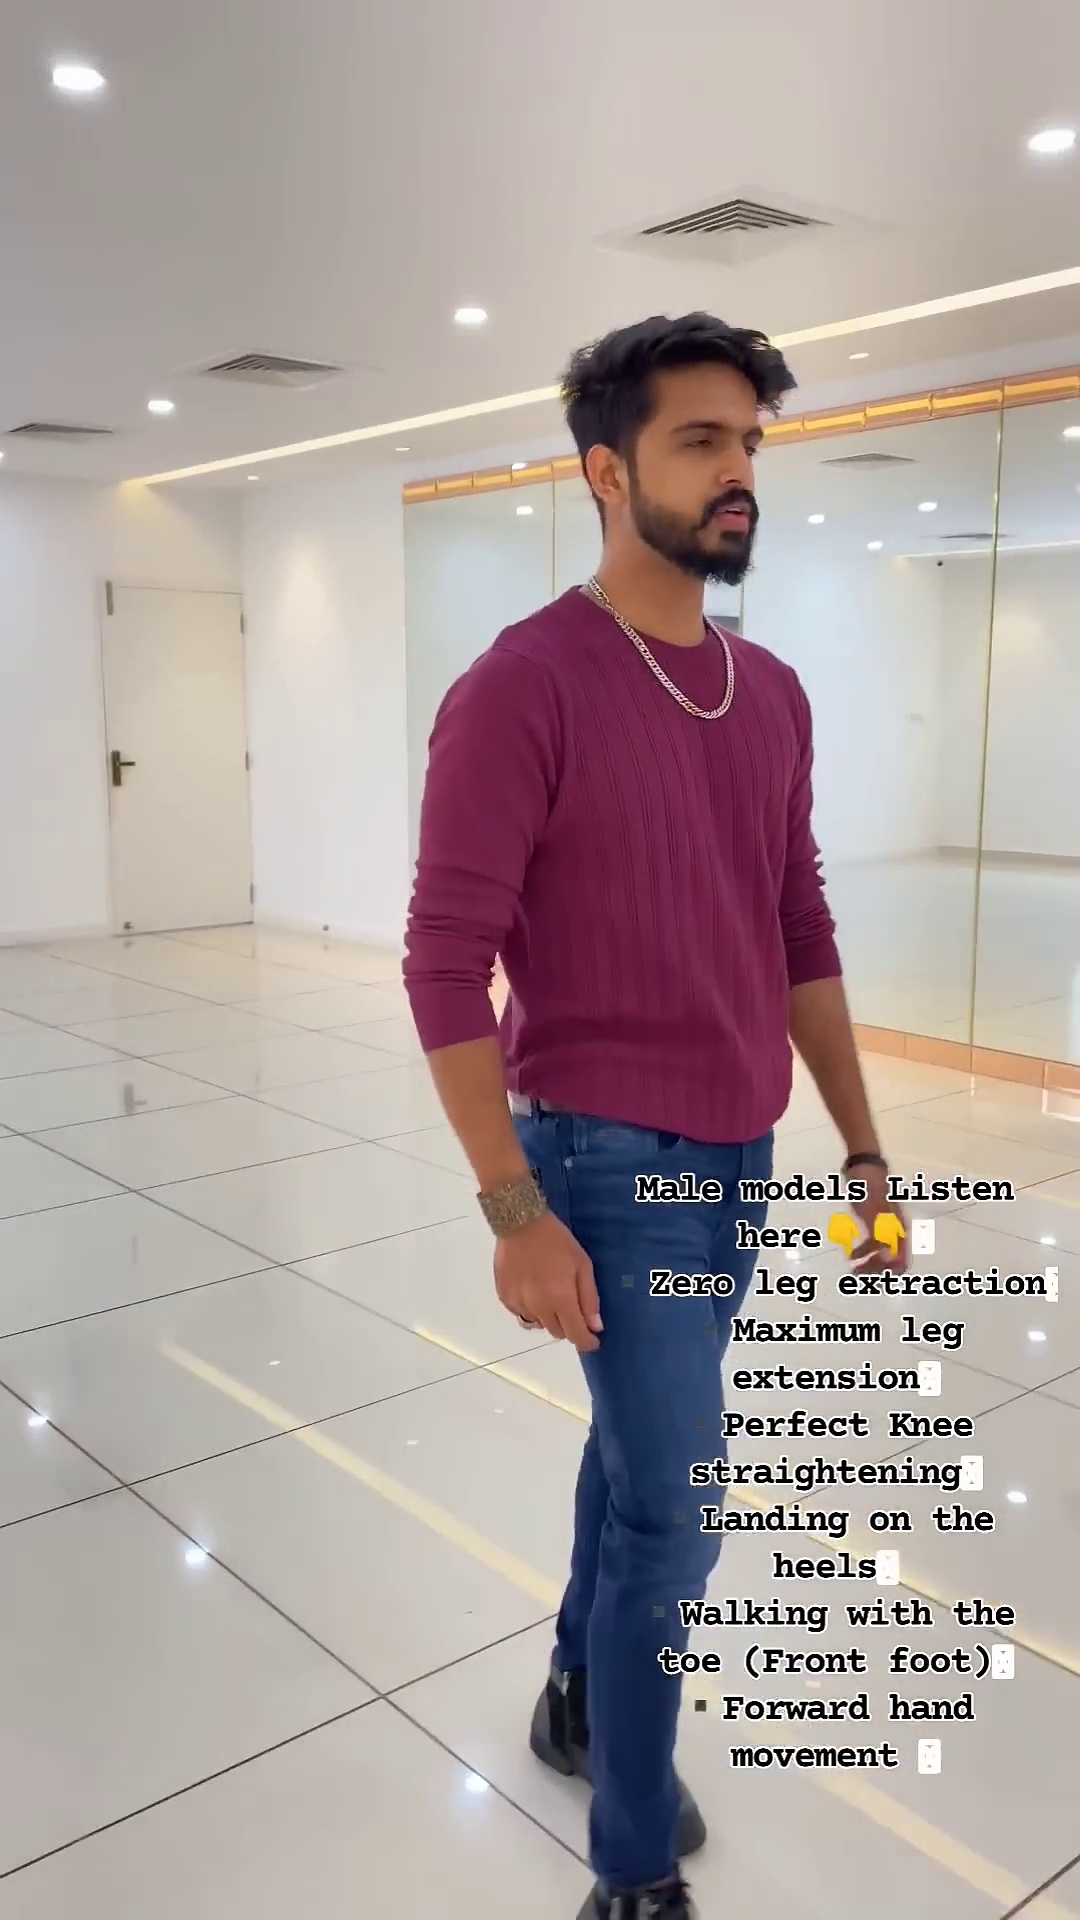 Male models Listen
here👇👇
▪Zero leg extraction
▪Maximum leg
extension
▪Perfect Knee
straightening
▪Landing on the
heels
▪Walking with the
toe (Front foot)
▪Forward hand
movement